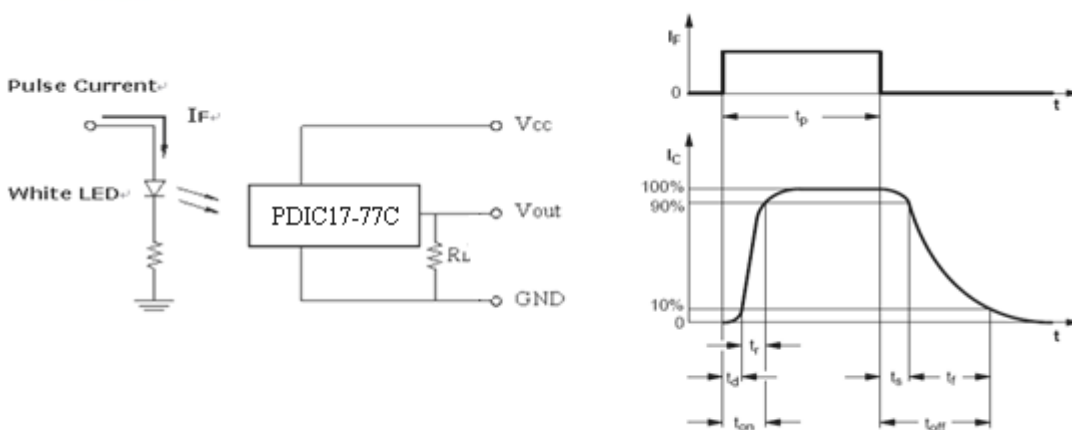 Pulse Current↵
IF↵
White LED↵
Vcc
PDIC17-77C
Vout
RL
GND
IF
0
t
tp
IC
100%
90%
10%
0
t
tr
td
ts
tf
ton
toff